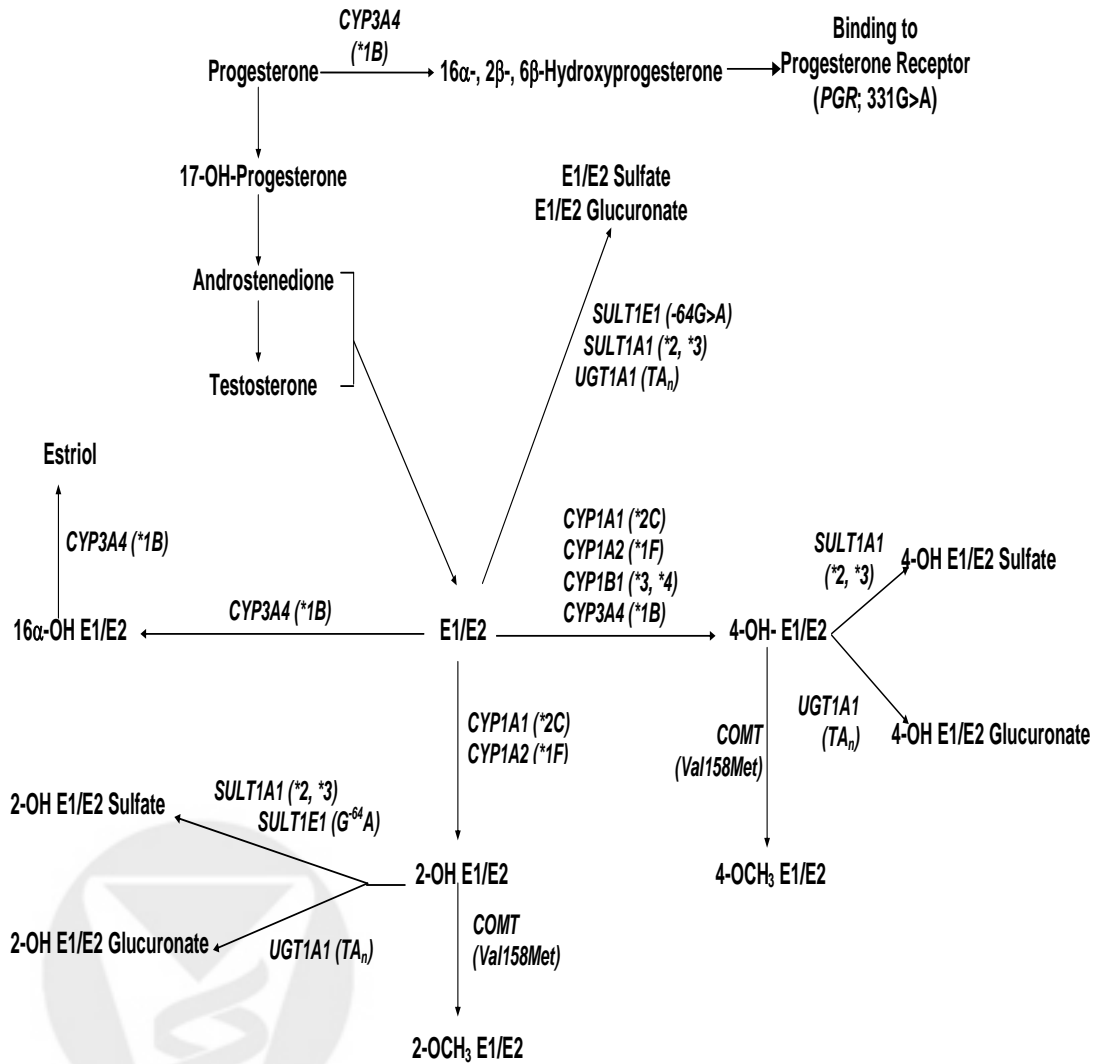 CYP3A4
(*1B)
Progesterone
16α-, 2β-, 6β-Hydroxyprogesterone
Binding to
Progesterone Receptor
(PGR; 331G>A)
17-OH-Progesterone
E1/E2 Sulfate
E1/E2 Glucuronate
Androstenedione
SULT1E1 (-64G>A)
SULT1A1 (*2, *3)
UGT1A1 (TAₙ)
Testosterone
Estriol
CYP3A4 (*1B)
CYP1A1 (*2C)
CYP1A2 (*1F)
CYP1B1 (*3, *4)
CYP3A4 (*1B)
SULT1A1
(*2, *3)
4-OH E1/E2 Sulfate
16α-OH E1/E2
CYP3A4 (*1B)
E1/E2
4-OH- E1/E2
CYP1A1 (*2C)
CYP1A2 (*1F)
COMT
(Val158Met)
UGT1A1
(TAₙ)
4-OH E1/E2 Glucuronate
2-OH E1/E2 Sulfate
SULT1A1 (*2, *3)
SULT1E1 (G⁻⁶⁴A)
2-OH E1/E2
4-OCH₃ E1/E2
2-OH E1/E2 Glucuronate
UGT1A1 (TAₙ)
COMT
(Val158Met)
2-OCH₃ E1/E2